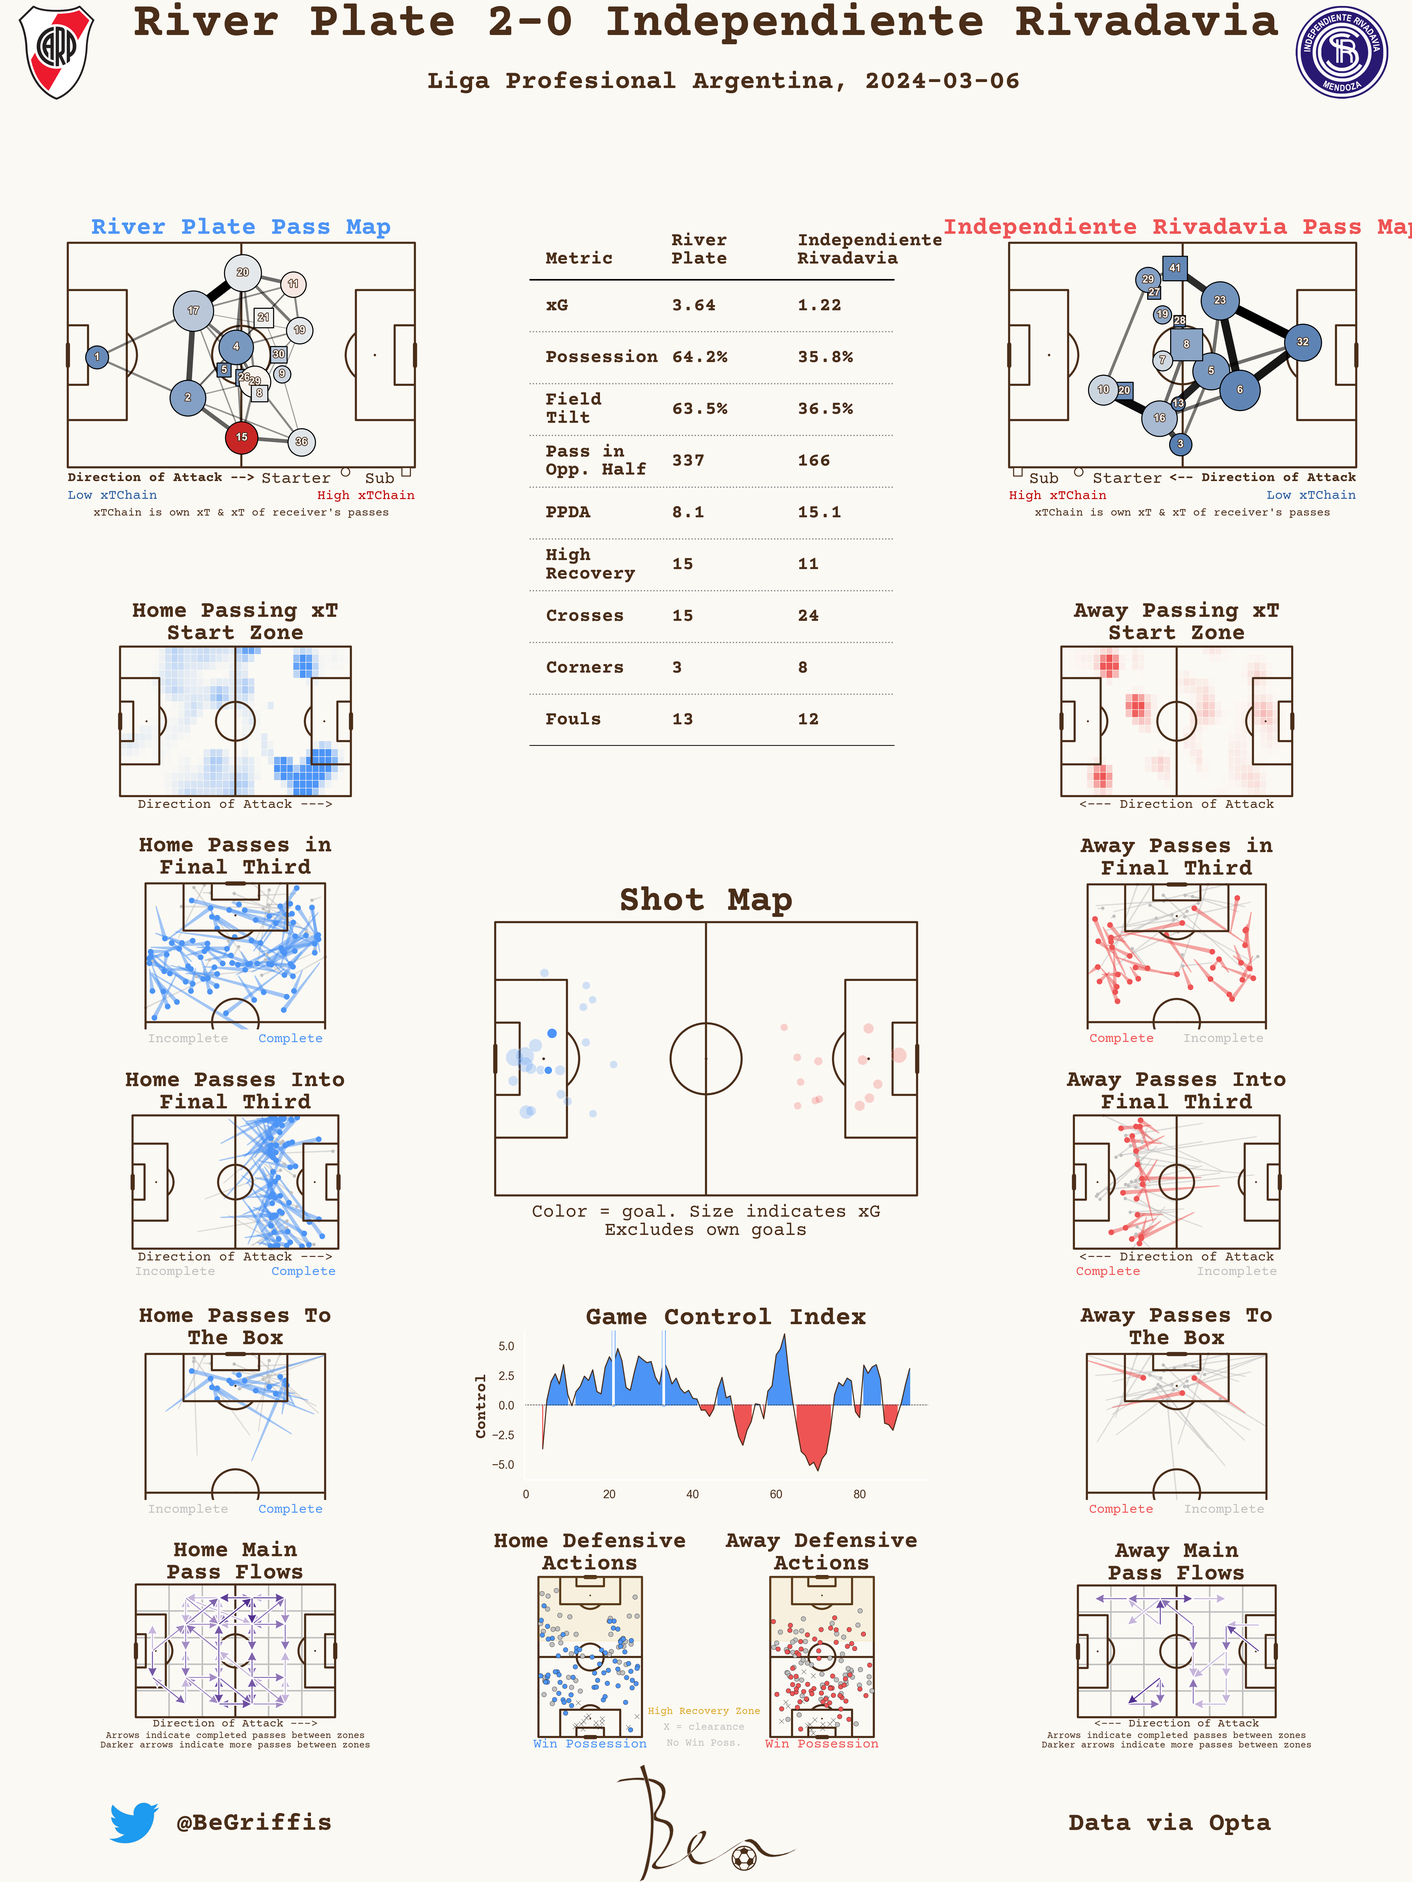 River Plate 2-0 Independiente Rivadavia
Liga Profesional Argentina, 2024-03-06
CARP
INDEPENDIENTE RIVADAVIA
MENDOZA
River Plate Pass Map
20
11
17
21
19
4
30
1
5
26
29
9
8
2
15
36
Direction of Attack --> Starter Sub
Low xTChain High xTChain
xTChain is own xT & xT of receiver's passes
Metric River Plate Independiente Rivadavia
xG 3.64 1.22
Possession 64.2% 35.8%
Field Tilt 63.5% 36.5%
Pass in Opp. Half 337 166
PPDA 8.1 15.1
High Recovery 15 11
Crosses 15 24
Corners 3 8
Fouls 13 12
Independiente Rivadavia Pass Map
41
29
27
23
19
28
8
32
7
5
10
20
6
13
16
3
Sub Starter <-- Direction of Attack
High xTChain Low xTChain
xTChain is own xT & xT of receiver's passes
Home Passing xT
Start Zone
Direction of Attack --->
Away Passing xT
Start Zone
<--- Direction of Attack
Home Passes in
Final Third
Incomplete Complete
Shot Map
Color = goal. Size indicates xG
Excludes own goals
Away Passes in
Final Third
Complete Incomplete
Home Passes Into
Final Third
Direction of Attack --->
Incomplete Complete
Away Passes Into
Final Third
<--- Direction of Attack
Complete Incomplete
Home Passes To
The Box
Incomplete Complete
Game Control Index
Control
5.0
2.5
0.0
−2.5
−5.0
0 20 40 60 80
Away Passes To
The Box
Complete Incomplete
Home Main
Pass Flows
Direction of Attack --->
Arrows indicate completed passes between zones
Darker arrows indicate more passes between zones
Home Defensive
Actions
Win Possession
High Recovery Zone
X = clearance
No Win Poss.
Away Defensive
Actions
Win Possession
Away Main
Pass Flows
<--- Direction of Attack
Arrows indicate completed passes between zones
Darker arrows indicate more passes between zones
@BeGriffis
Ben
Data via Opta